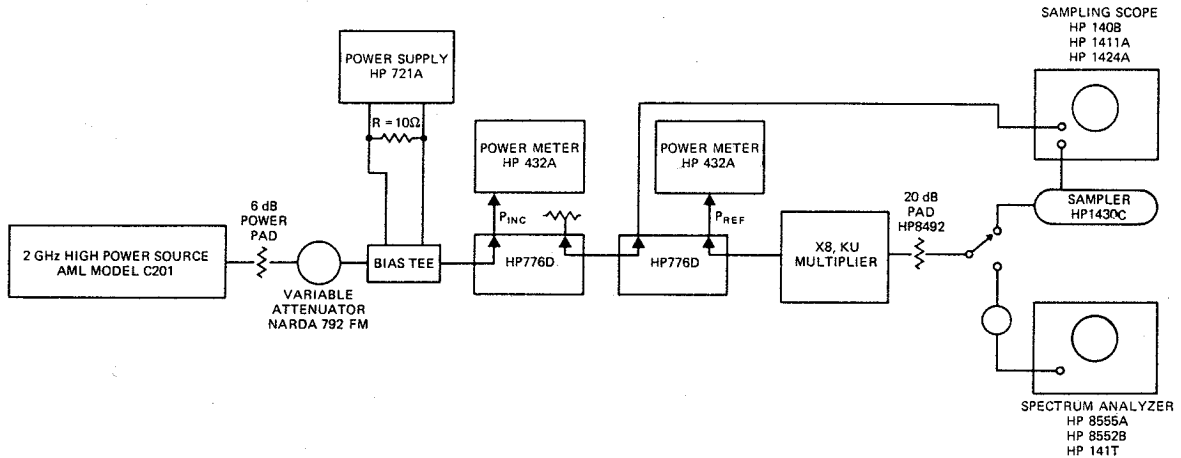 SAMPLING SCOPE
HP 140B
HP 1411A
HP 1424A
POWER SUPPLY
HP 721A
R = 10Ω
POWER METER
HP 432A
POWER METER
HP 432A
6 dB
POWER
PAD
PINC
PREF
20 dB
PAD
HP8492
SAMPLER
HP1430C
2 GHz HIGH POWER SOURCE
AML MODEL C201
BIAS TEE
HP776D
HP776D
X8, KU
MULTIPLIER
VARIABLE
ATTENUATOR
NARDA 792 FM
SPECTRUM ANALYZER
HP 8555A
HP 8552B
HP 141T